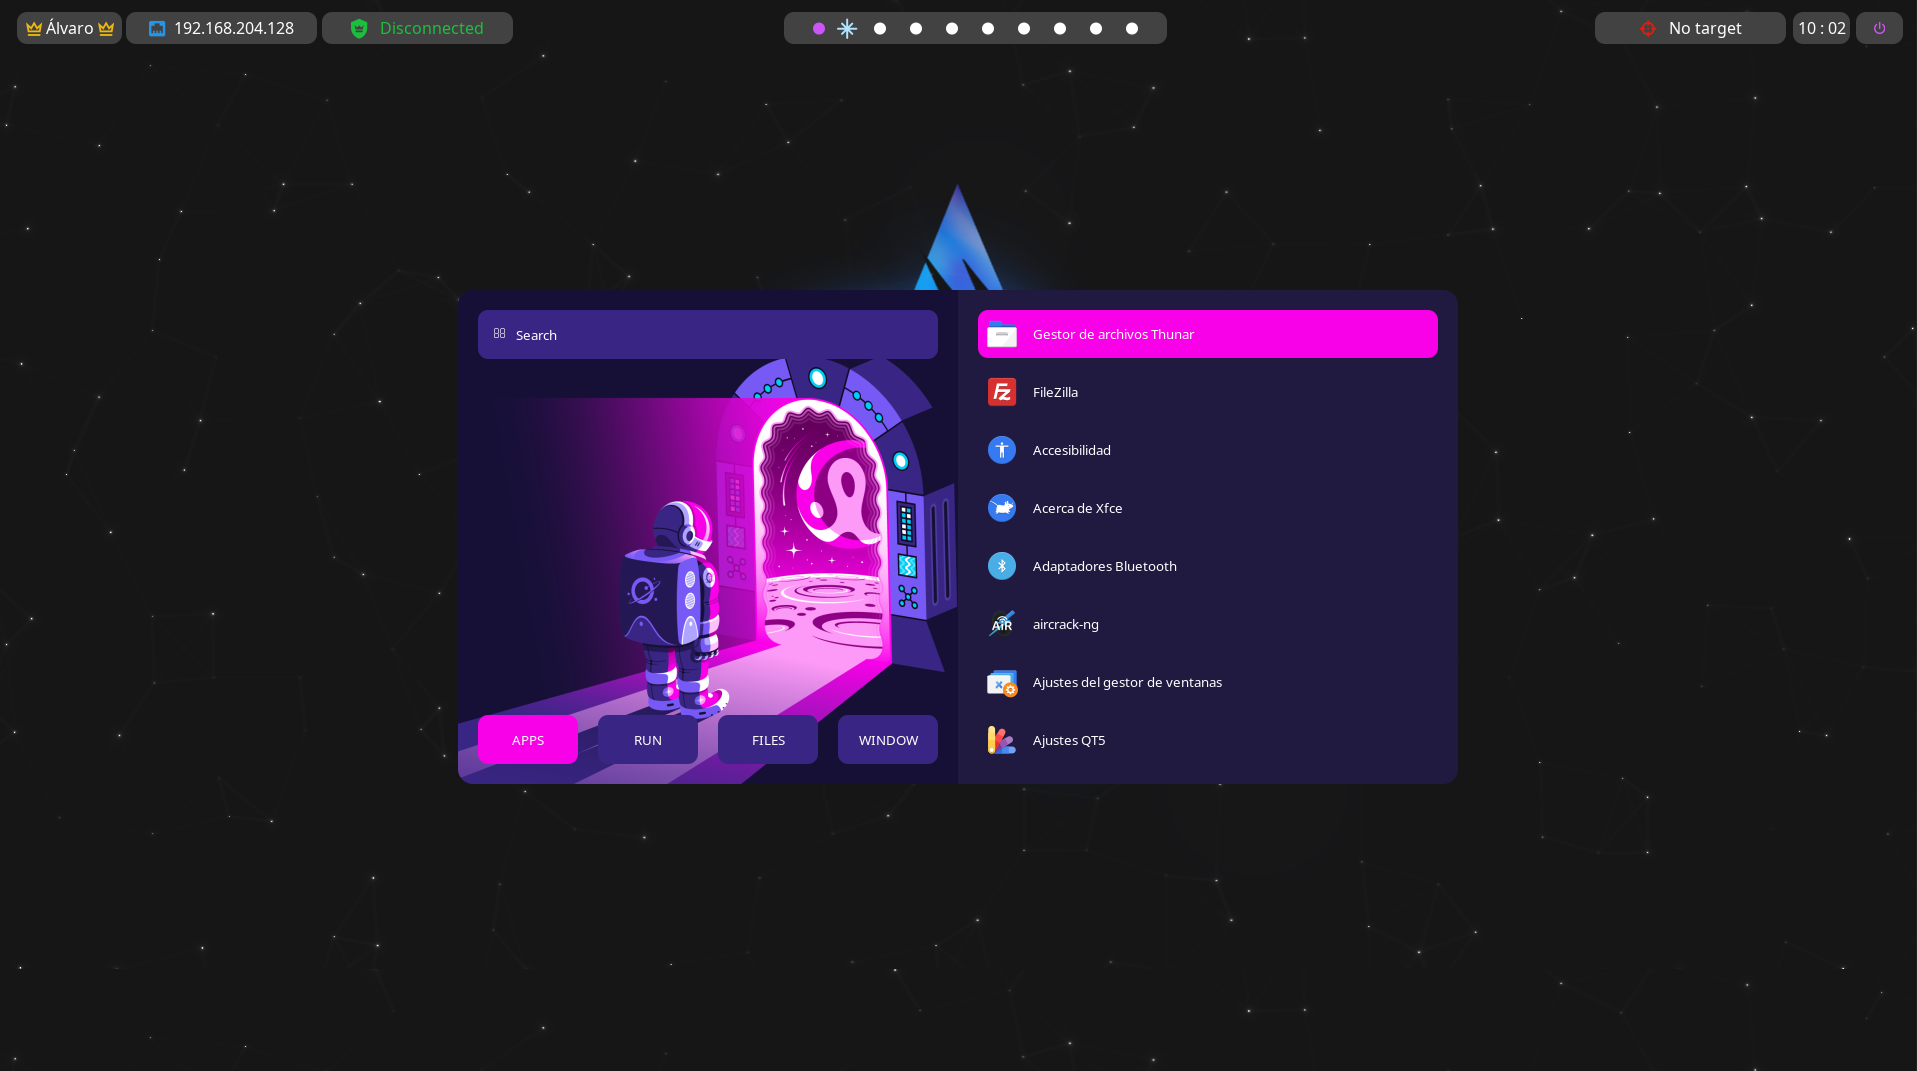 Álvaro 192.168.204.128 Disconnected No target 10 : 02
Search
APPS RUN FILES WINDOW
Gestor de archivos Thunar
FileZilla
Accesibilidad
Acerca de Xfce
Adaptadores Bluetooth
aircrack-ng
Ajustes del gestor de ventanas
Ajustes QT5